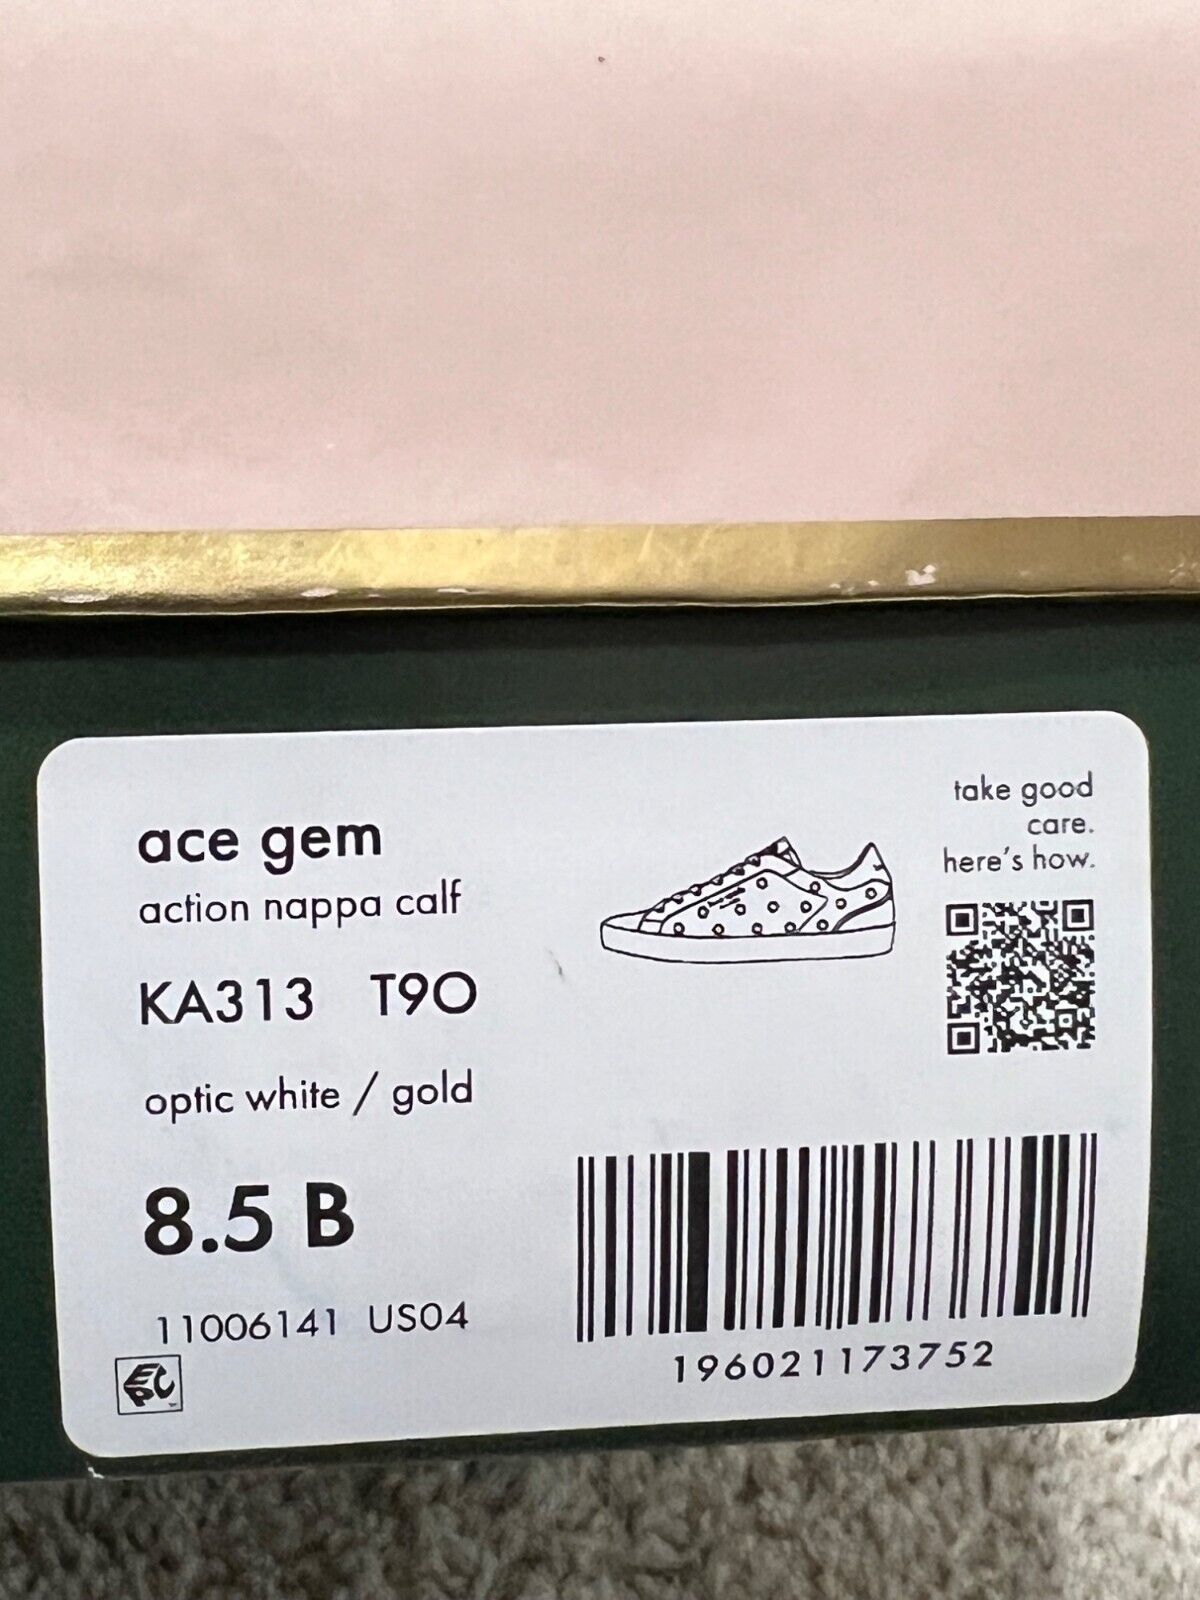 ace gem
action nappa calf
KA313 T9O
optic white / gold
8.5 B
11006141 US04
EPC
take good
care.
here's how.
196021173752